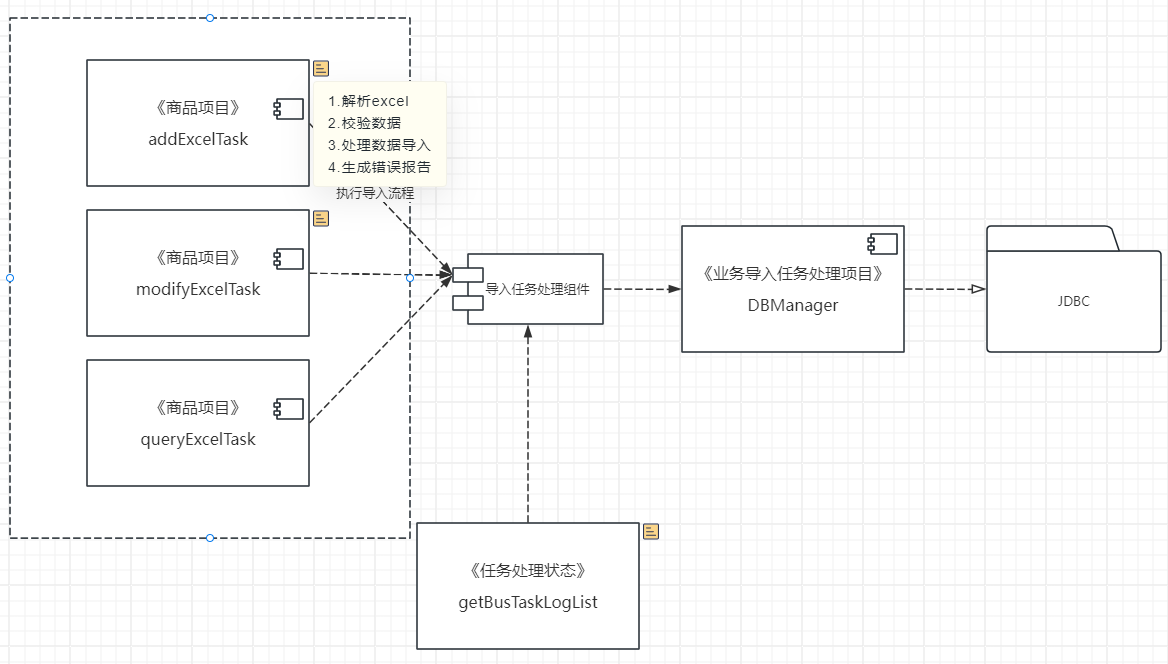 《商品项目》
addExcelTask
1.解析excel
2.校验数据
3.处理数据导入
4.生成错误报告
执行导入流程
《商品项目》
modifyExcelTask
导入任务处理组件
《业务导入任务处理项目》
DBManager
JDBC
《商品项目》
queryExcelTask
《任务处理状态》
getBusTaskLogList